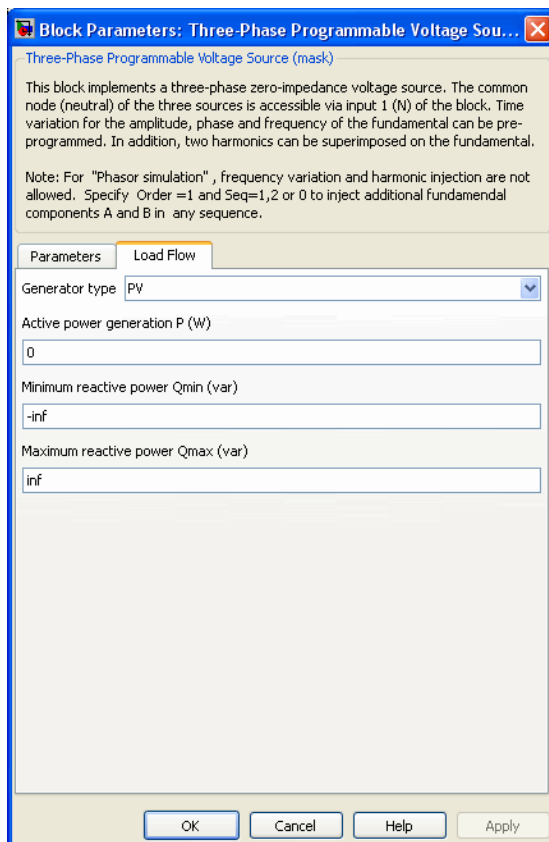 Block Parameters: Three-Phase Programmable Voltage Sou...
Three-Phase Programmable Voltage Source (mask)
This block implements a three-phase zero-impedance voltage source. The common
node (neutral) of the three sources is accessible via input 1 (N) of the block. Time
variation for the amplitude, phase and frequency of the fundamental can be pre-
programmed. In addition, two harmonics can be superimposed on the fundamental.
Note: For "Phasor simulation" , frequency variation and harmonic injection are not
allowed. Specify Order =1 and Seq=1,2 or 0 to inject additional fundamendal
components A and B in any sequence.
Parameters Load Flow
Generator type PV
Active power generation P (W)
0
Minimum reactive power Qmin (var)
-inf
Maximum reactive power Qmax (var)
inf
OK Cancel Help Apply